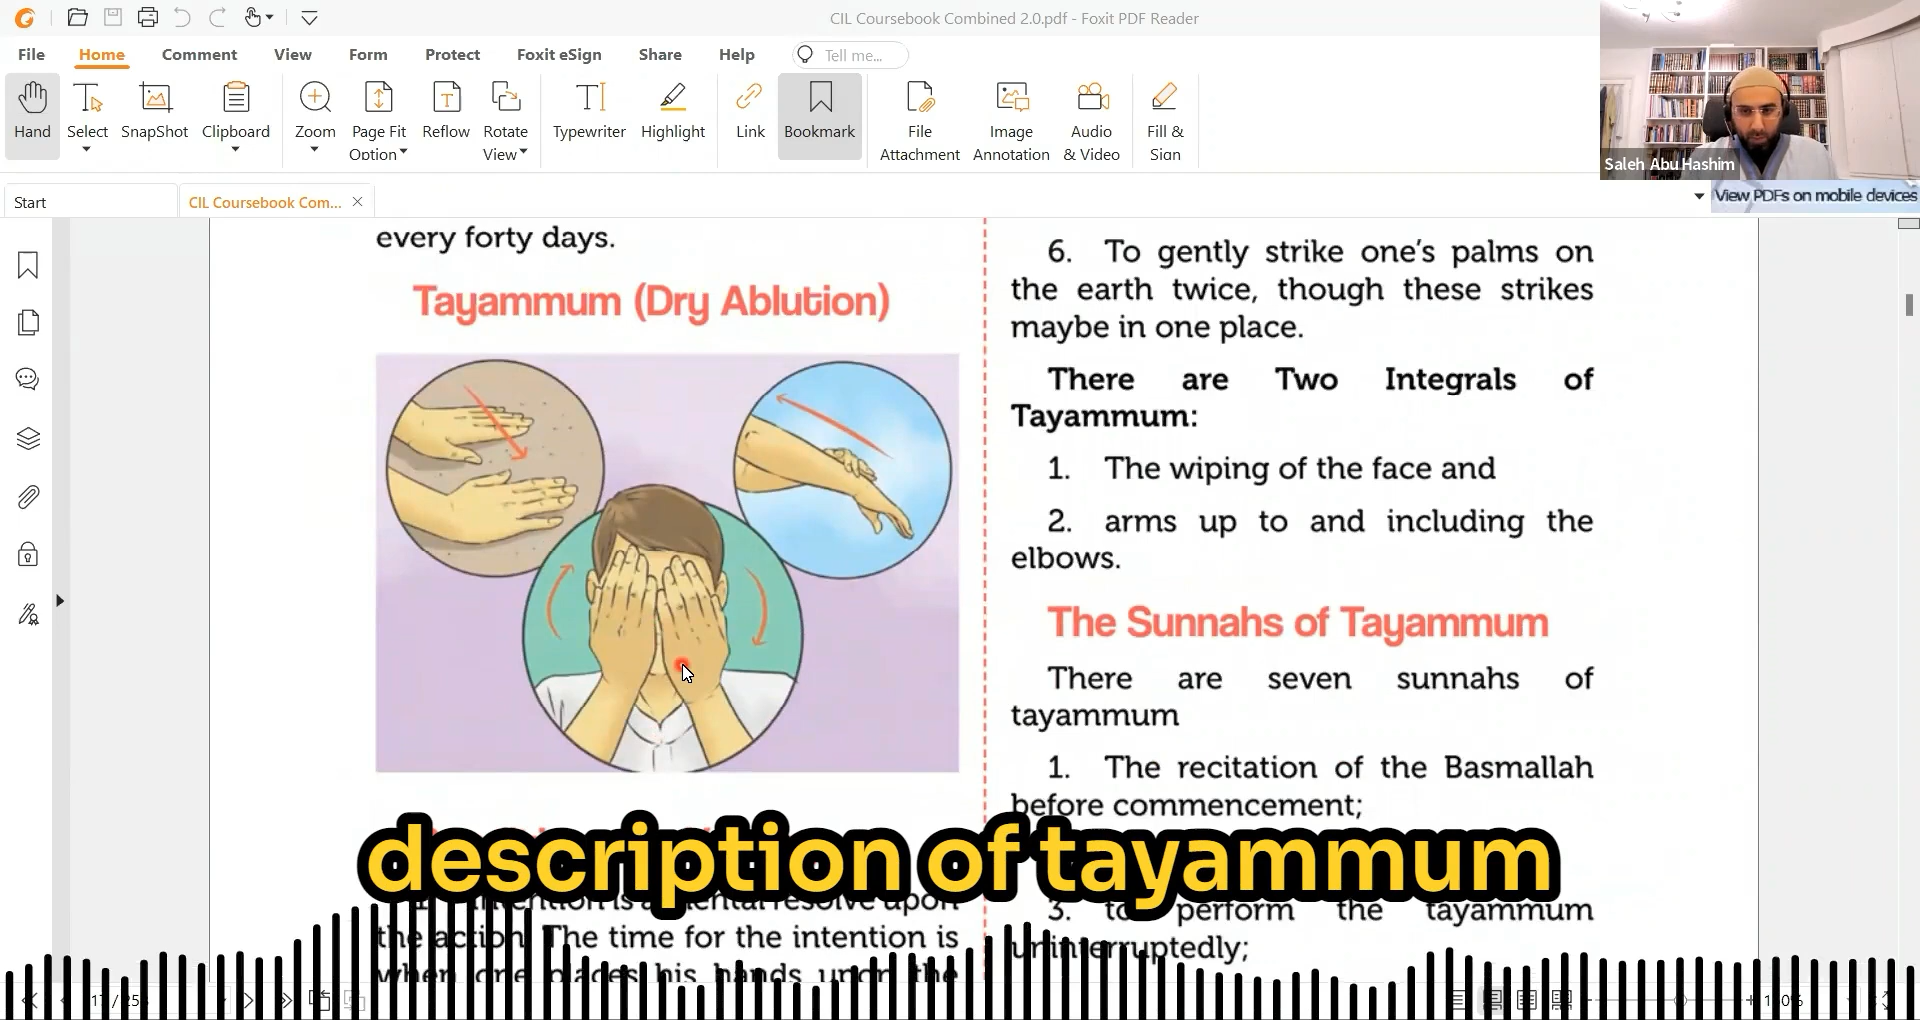 CIL Coursebook Combined 2.0.pdf - Foxit PDF Reader
File Home Comment View Form Protect Foxit eSign Share Help Tell me...
Hand Select SnapShot Clipboard Zoom Page Fit Option Reflow Rotate View Typewriter Highlight Link Bookmark File Attachment Image Annotation Audio & Video Fill & Sign
Saleh Abu Hashim
View PDFs on mobile devices
Start CIL Coursebook Com...
every forty days.
Tayammum (Dry Ablution)
the action. The time for the intention is
when one places his hands upon the
6. To gently strike one's palms on
the earth twice, though these strikes
maybe in one place.
There are Two Integrals of
Tayammum:
1. The wiping of the face and
2. arms up to and including the
elbows.
The Sunnahs of Tayammum
There are seven sunnahs of
tayammum
1. The recitation of the Basmallah
before commencement;
3. to perform the tayammum
uninterruptedly;
description of tayammum